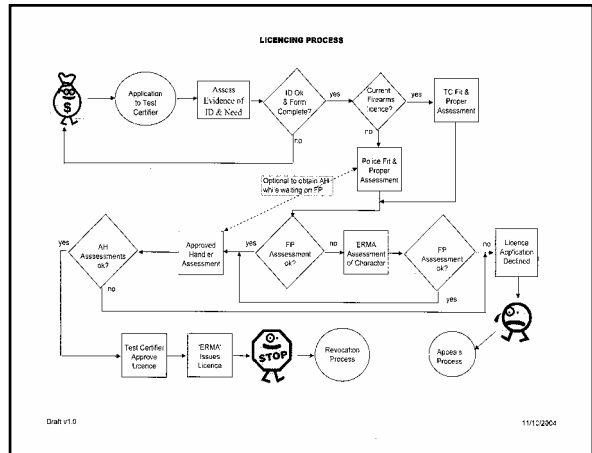 LICENCING PROCESS
$
Application
to Test
Certifier
Assess
Evidence of
ID & Need
ID Ok
& Form
Complete?
yes
no
Current
Firearms
licence?
yes
no
TC Fit &
Proper
Assessment
Police Fit &
Proper
Assessment
Optional to obtain AH
while waiting on FP
yes
AH
Assessments
ok?
no
Approved
Handler
Assessment
yes
FP
Assessment
ok?
no
ERMA
Assessment
of Character
FP
Assessment
ok?
no
yes
Licence
Application
Declined
Test Certifier
Approve
Licence
'ERMA'
Issues
Licence
STOP
Revocation
Process
Appeals
Process
Draft v1.0
11/10/2004